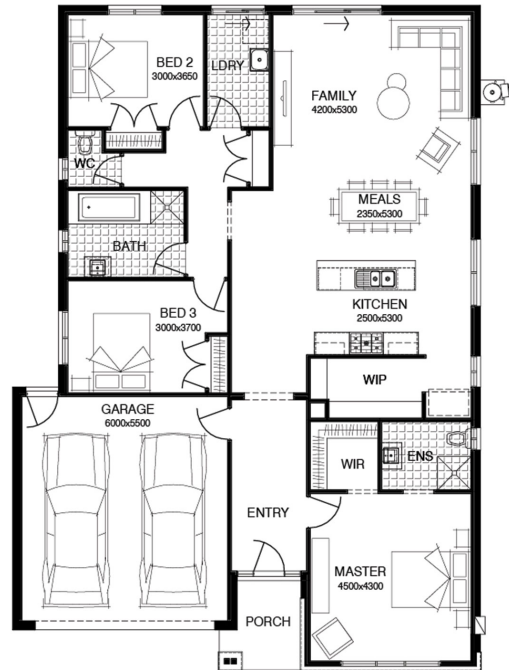 BED 2
3000x3650
LDRY
FAMILY
4200x5300
WC
MEALS
2350x5300
BATH
KITCHEN
2500x5300
BED 3
3000x3700
WIP
GARAGE
6000x5500
WIR
ENS
ENTRY
MASTER
4500x4300
PORCH